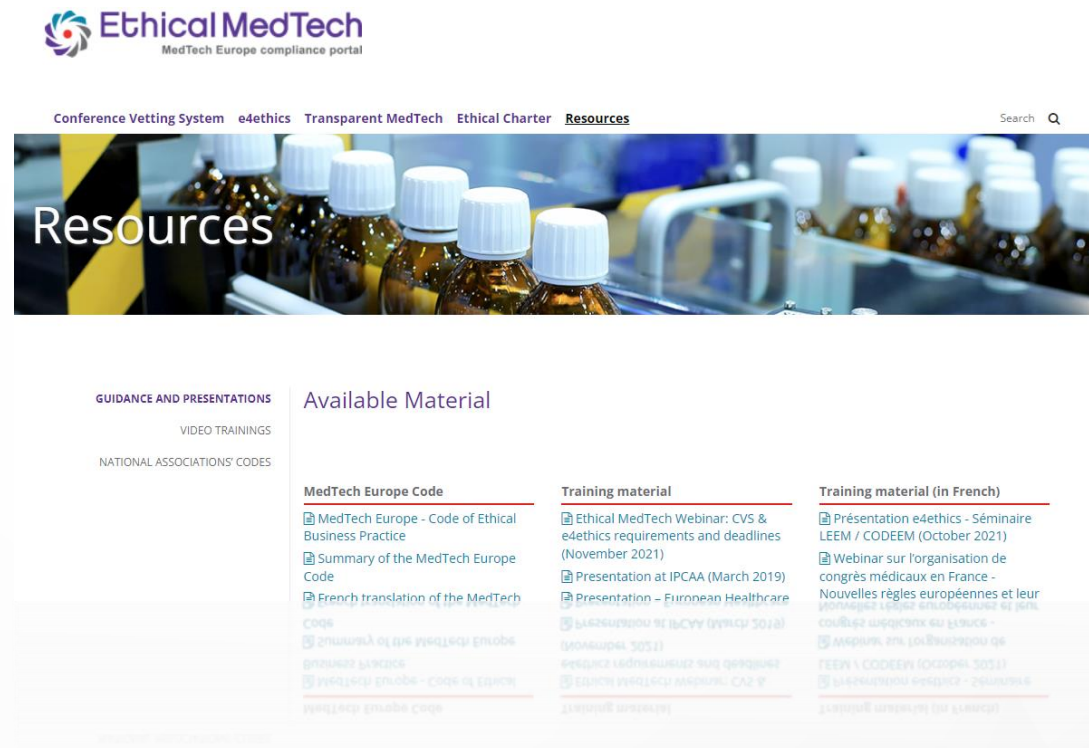 Ethical MedTech
MedTech Europe compliance portal
Conference Vetting System e4ethics Transparent MedTech Ethical Charter Resources
Search
Resources
GUIDANCE AND PRESENTATIONS
VIDEO TRAININGS
NATIONAL ASSOCIATIONS' CODES
Available Material
MedTech Europe Code
MedTech Europe - Code of Ethical
Business Practice
Summary of the MedTech Europe
Code
French translation of the MedTech
Training material
Ethical MedTech Webinar: CVS &
e4ethics requirements and deadlines
(November 2021)
Presentation at IPCAA (March 2019)
Presentation – European Healthcare
Training material (in French)
Présentation e4ethics - Séminaire
LEEM / CODEEM (October 2021)
Webinar sur l'organisation de
congrès médicaux en France -
Nouvelles règles européennes et leur